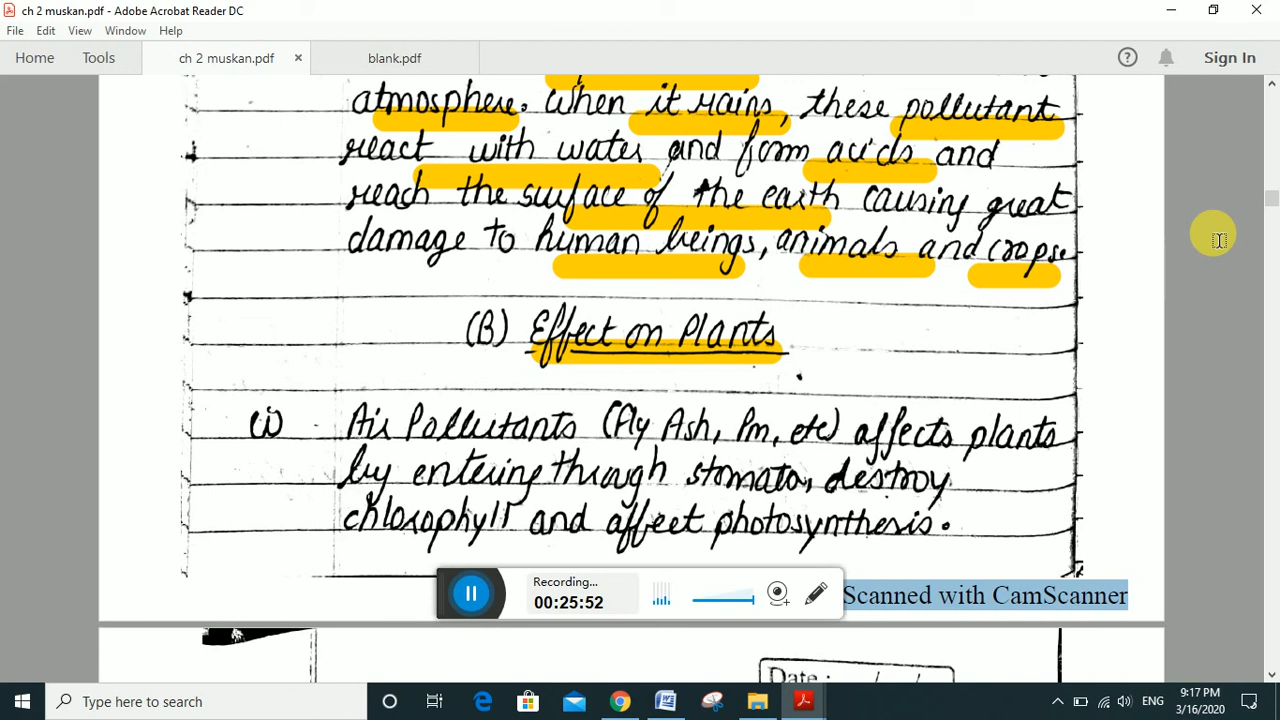 ch 2 muskan.pdf - Adobe Acrobat Reader DC
File Edit View Window Help
Home Tools ch 2 muskan.pdf × blank.pdf Sign In
atmosphere. When it rains, these pollutant
react with water and form acids and
reach the surface of the earth causing great
damage to human beings, animals and crops
(B) Effect on Plants
(i) Air Pollutants (Fly Ash, Pm, etc) affects plants
by entering through stomata, destroy
chlorophyll and affect photosynthesis.
Recording...
00:25:52
Scanned with CamScanner
Date : / /
Type here to search
ENG
9:17 PM
3/16/2020